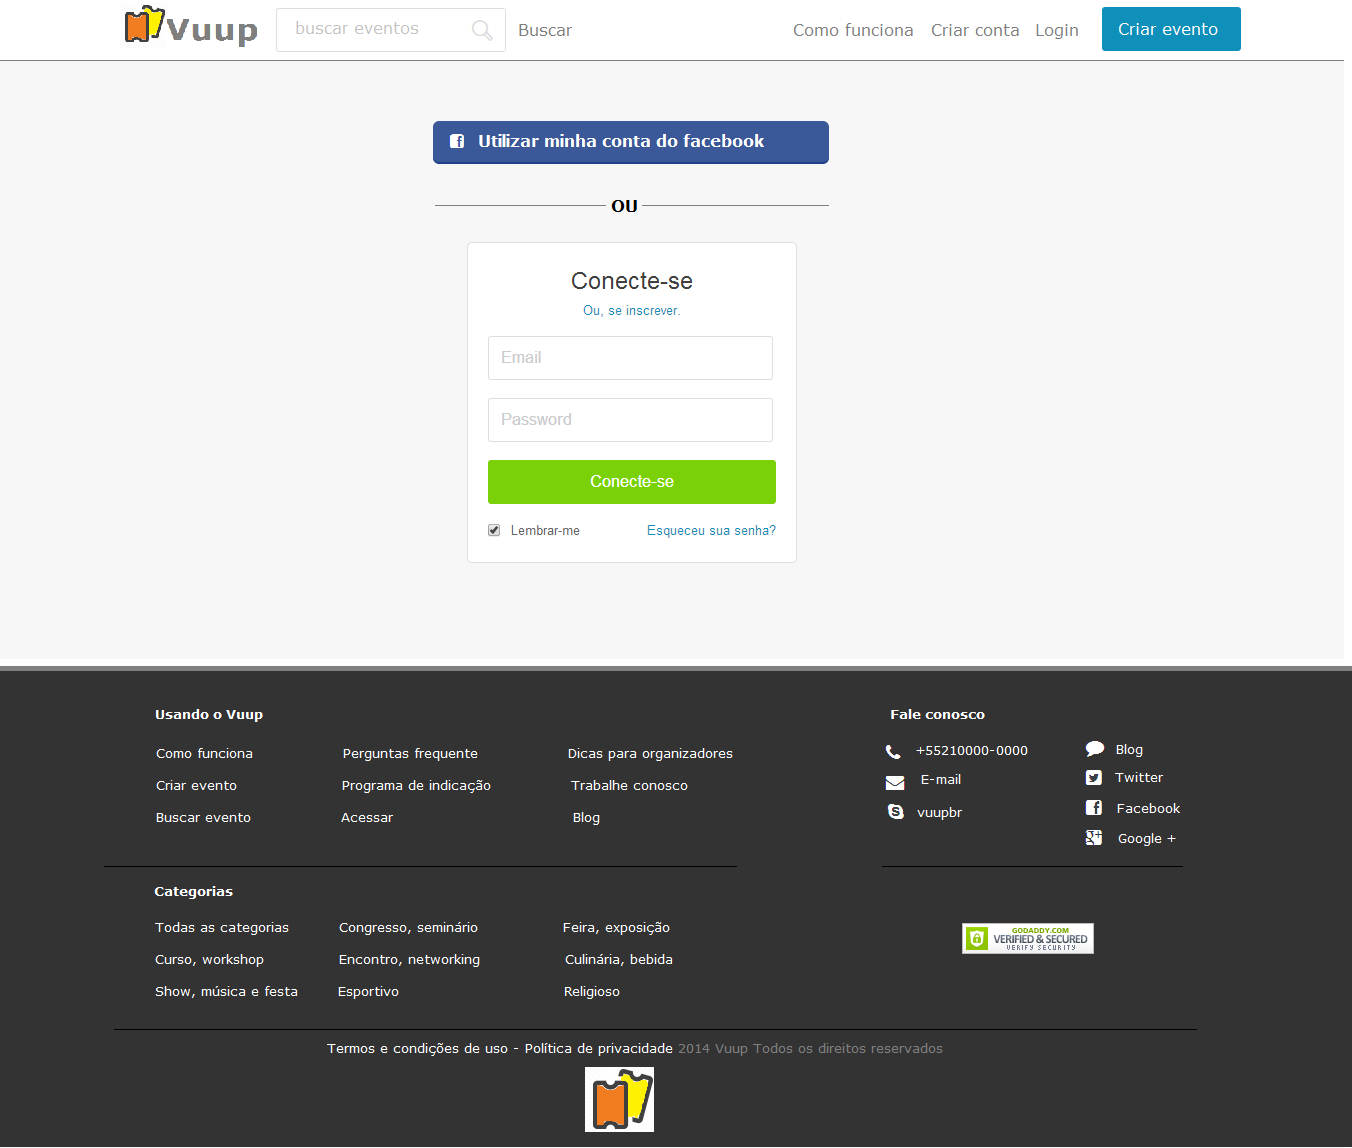 Vuup
buscar eventos
Buscar
Como funciona
Criar conta
Login
Criar evento
Utilizar minha conta do facebook
OU
Conecte-se
Ou, se inscrever.
Email
Password
Conecte-se
Lembrar-me
Esqueceu sua senha?
Usando o Vuup
Como funciona
Perguntas frequente
Dicas para organizadores
Criar evento
Programa de indicação
Trabalhe conosco
Buscar evento
Acessar
Blog
Fale conosco
+55210000-0000
E-mail
vuupbr
Blog
Twitter
Facebook
Google +
Categorias
Todas as categorias
Congresso, seminário
Feira, exposição
Curso, workshop
Encontro, networking
Culinária, bebida
Show, música e festa
Esportivo
Religioso
GODADDY.COM
VERIFIED & SECURED
VERIFY SECURITY
Termos e condições de uso - Política de privacidade 2014 Vuup Todos os direitos reservados